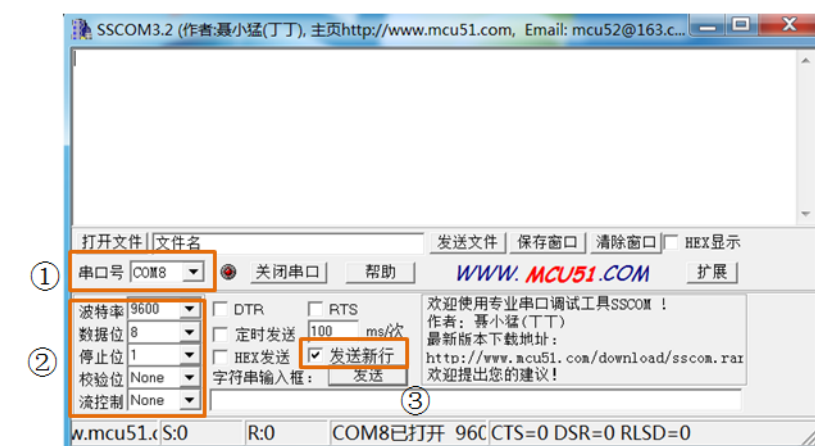 SSCOM3.2 (作者:聂小猛(丁丁), 主页http://www.mcu51.com, Email: mcu52@163.c...
打开文件 文件名 发送文件 保存窗口 清除窗口 HEX显示
① 串口号 COM8 关闭串口 帮助 WWW.MCU51.COM 扩展
波特率 9600 DTR RTS
数据位 8 定时发送 100 ms/次
② 停止位 1 HEX发送 发送新行
校验位 None 字符串输入框: 发送
流控制 None ③
欢迎使用专业串口调试工具SSCOM !
作者: 聂小猛(丁丁)
最新版本下载地址:
http://www.mcu51.com/download/sscom.rar
欢迎提出您的建议!
w.mcu51.c S:0 R:0 COM8已打开 960 CTS=0 DSR=0 RLSD=0